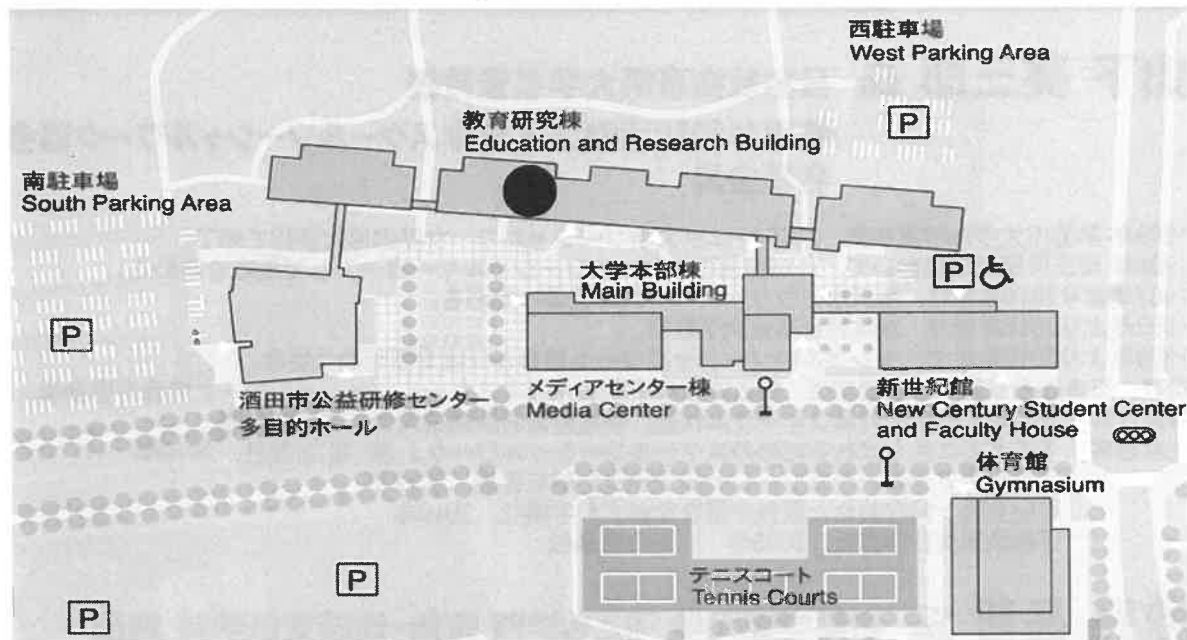 西駐車場
West Parking Area
P
教育研究棟
Education and Research Building
南駐車場
South Parking Area
大学本部棟
Main Building
P
P
酒田市公益研修センター
多目的ホール
メディアセンター棟
Media Center
新世紀館
New Century Student Center
and Faculty House
体育館
Gymnasium
テニスコート
Tennis Courts
P
P